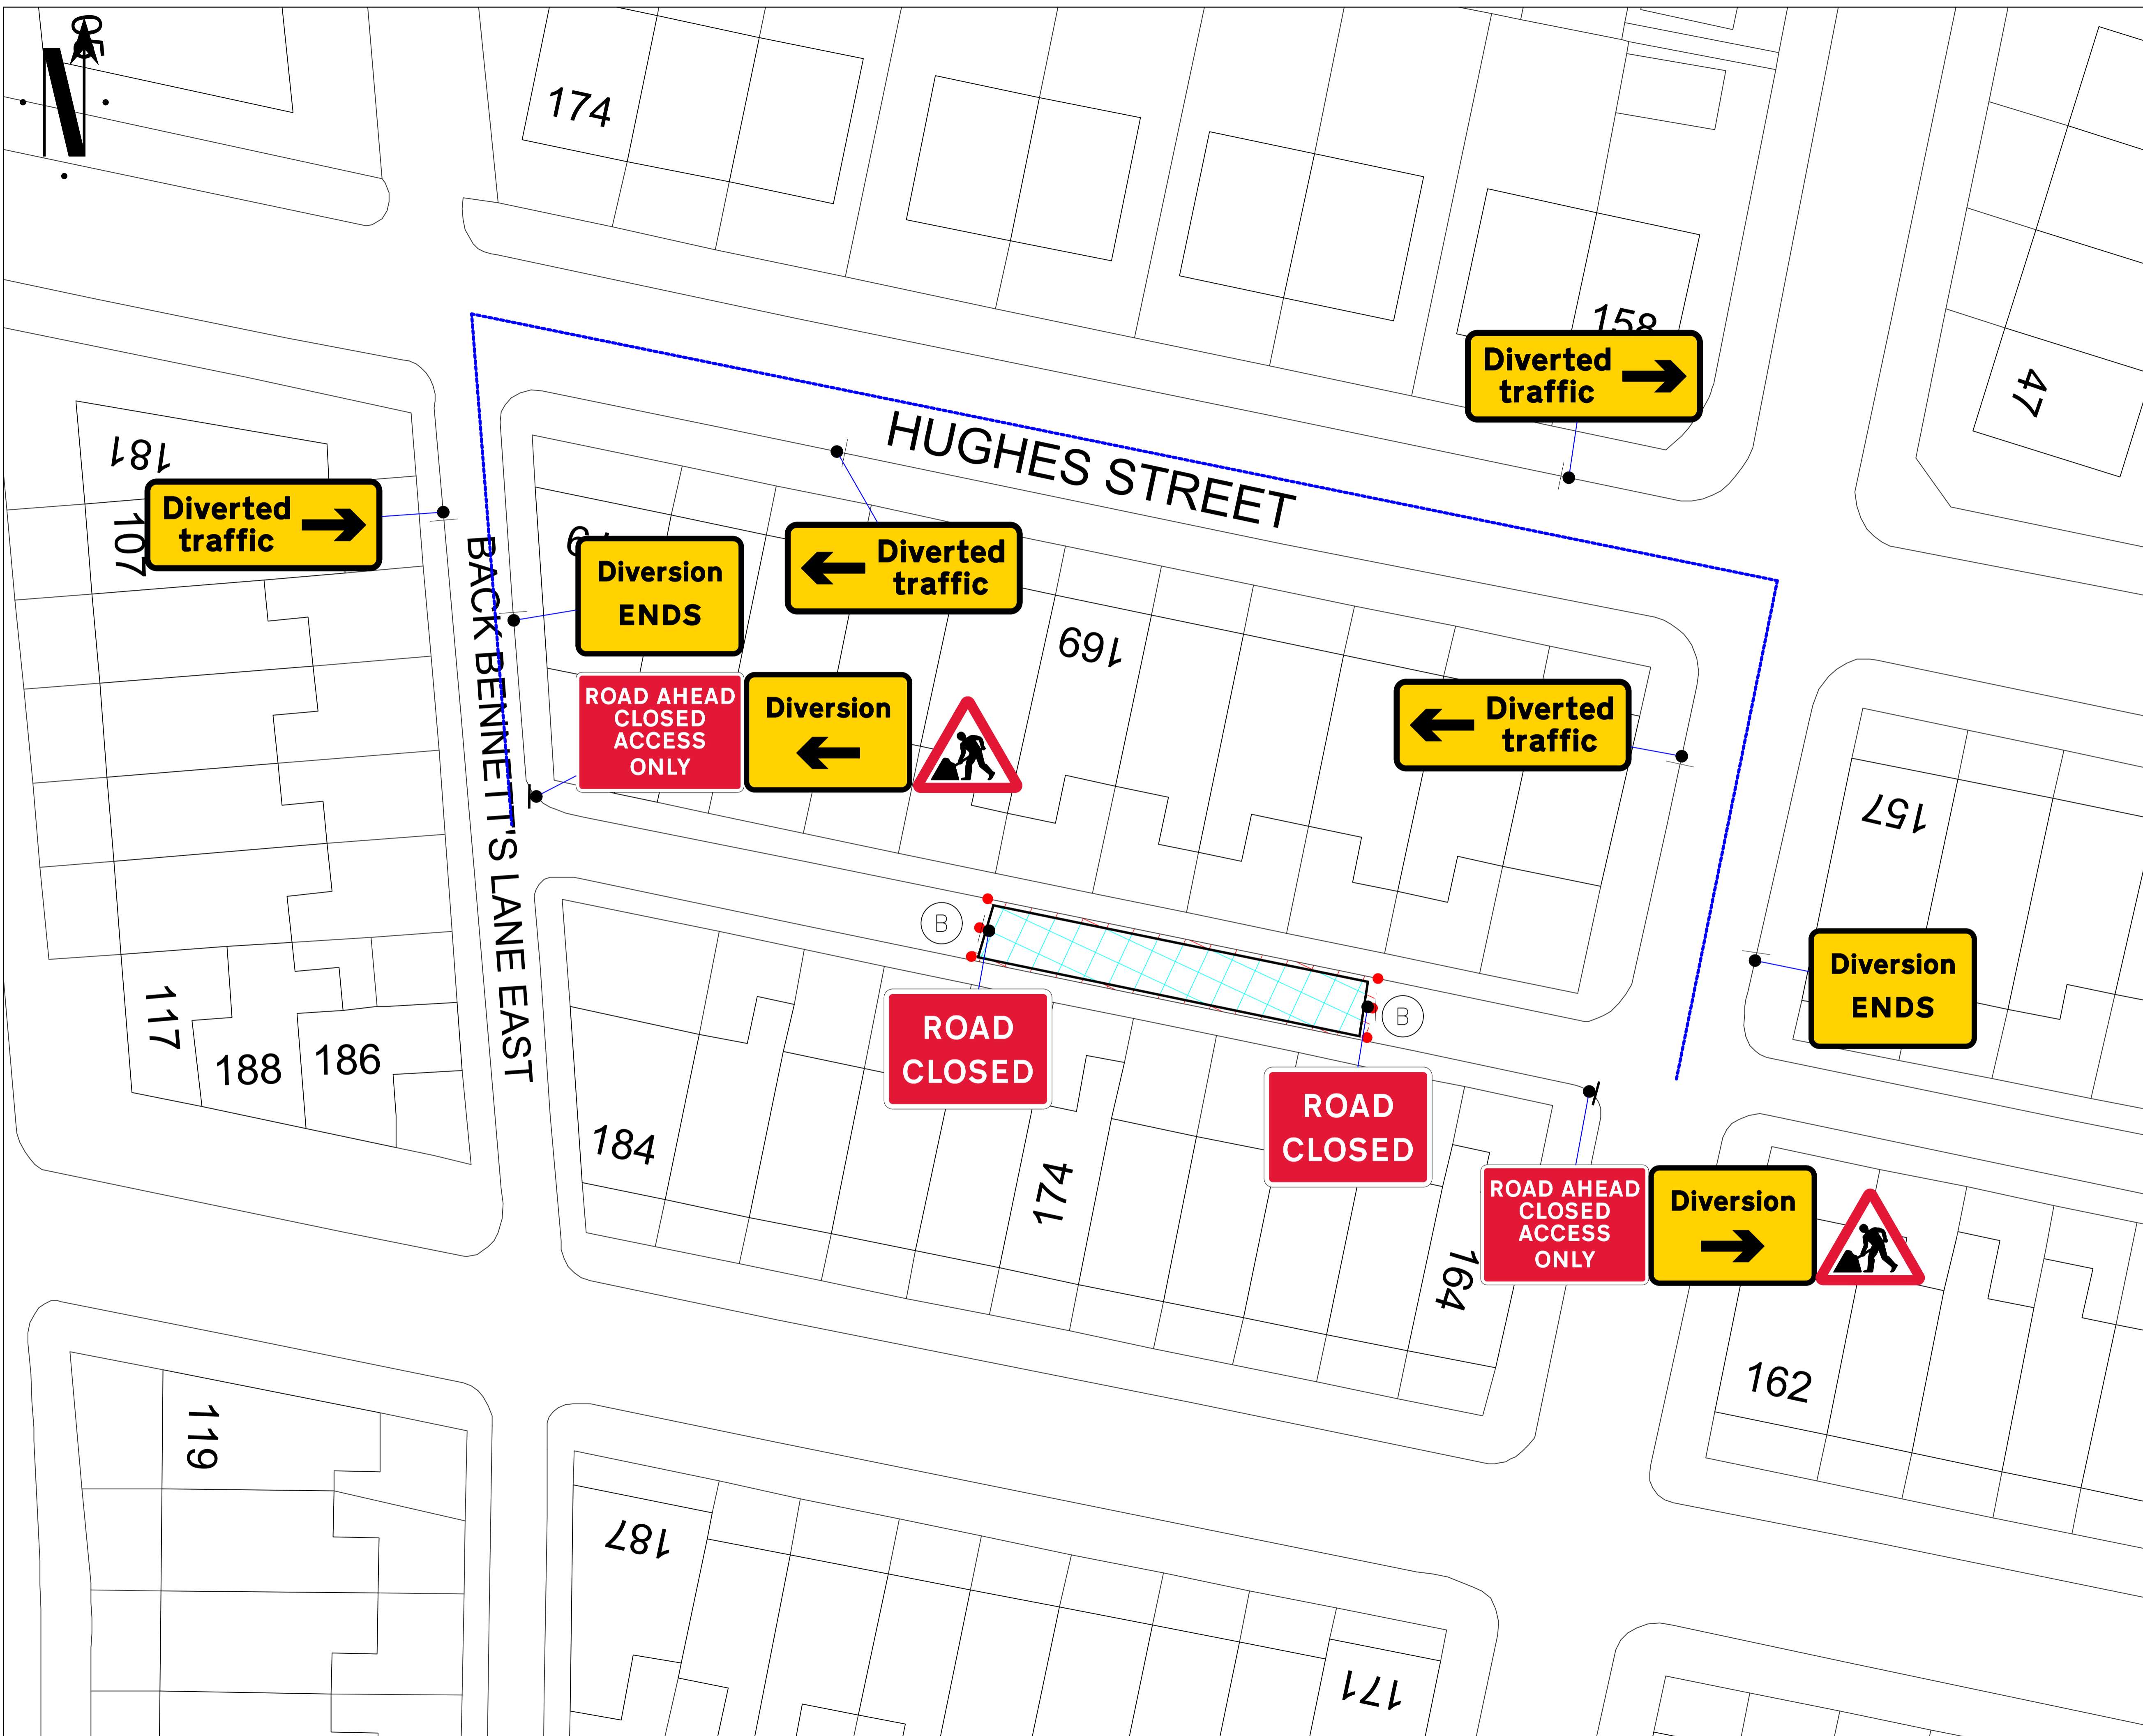 N
174
158
47
181
107
Diverted
traffic
HUGHES STREET
Diverted
traffic
Diverted
traffic
Diversion
ENDS
169
BACK BENNETT'S LANE EAST
ROAD AHEAD
CLOSED
ACCESS
ONLY
Diversion
Diverted
traffic
157
B
B
Diversion
ENDS
117
188
186
ROAD
CLOSED
ROAD
CLOSED
184
174
164
ROAD AHEAD
CLOSED
ACCESS
ONLY
Diversion
162
119
187
171